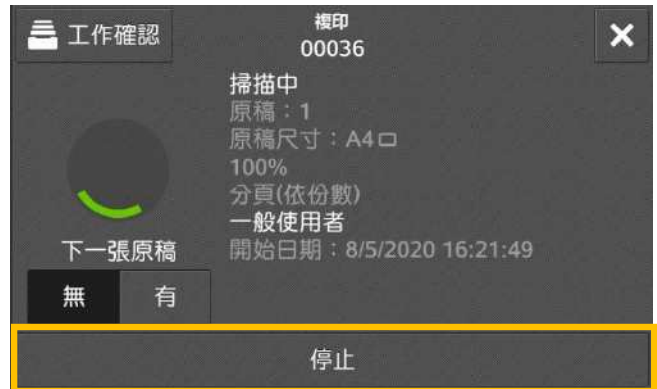 工作確認
複印
00036
掃描中
原稿：1
原稿尺寸：A4
100%
分頁(依份數)
一般使用者
開始日期：8/5/2020 16:21:49
下一張原稿
無
有
停止